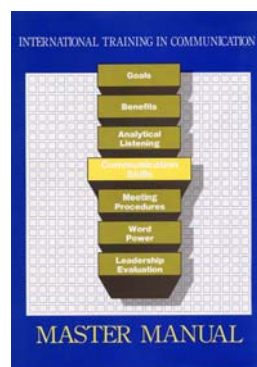 INTERNATIONAL TRAINING IN COMMUNICATION
Goals
Benefits
Analytical
Listening
Communication
Skills
Meeting
Procedures
Word
Power
Leadership
Evaluation
MASTER MANUAL